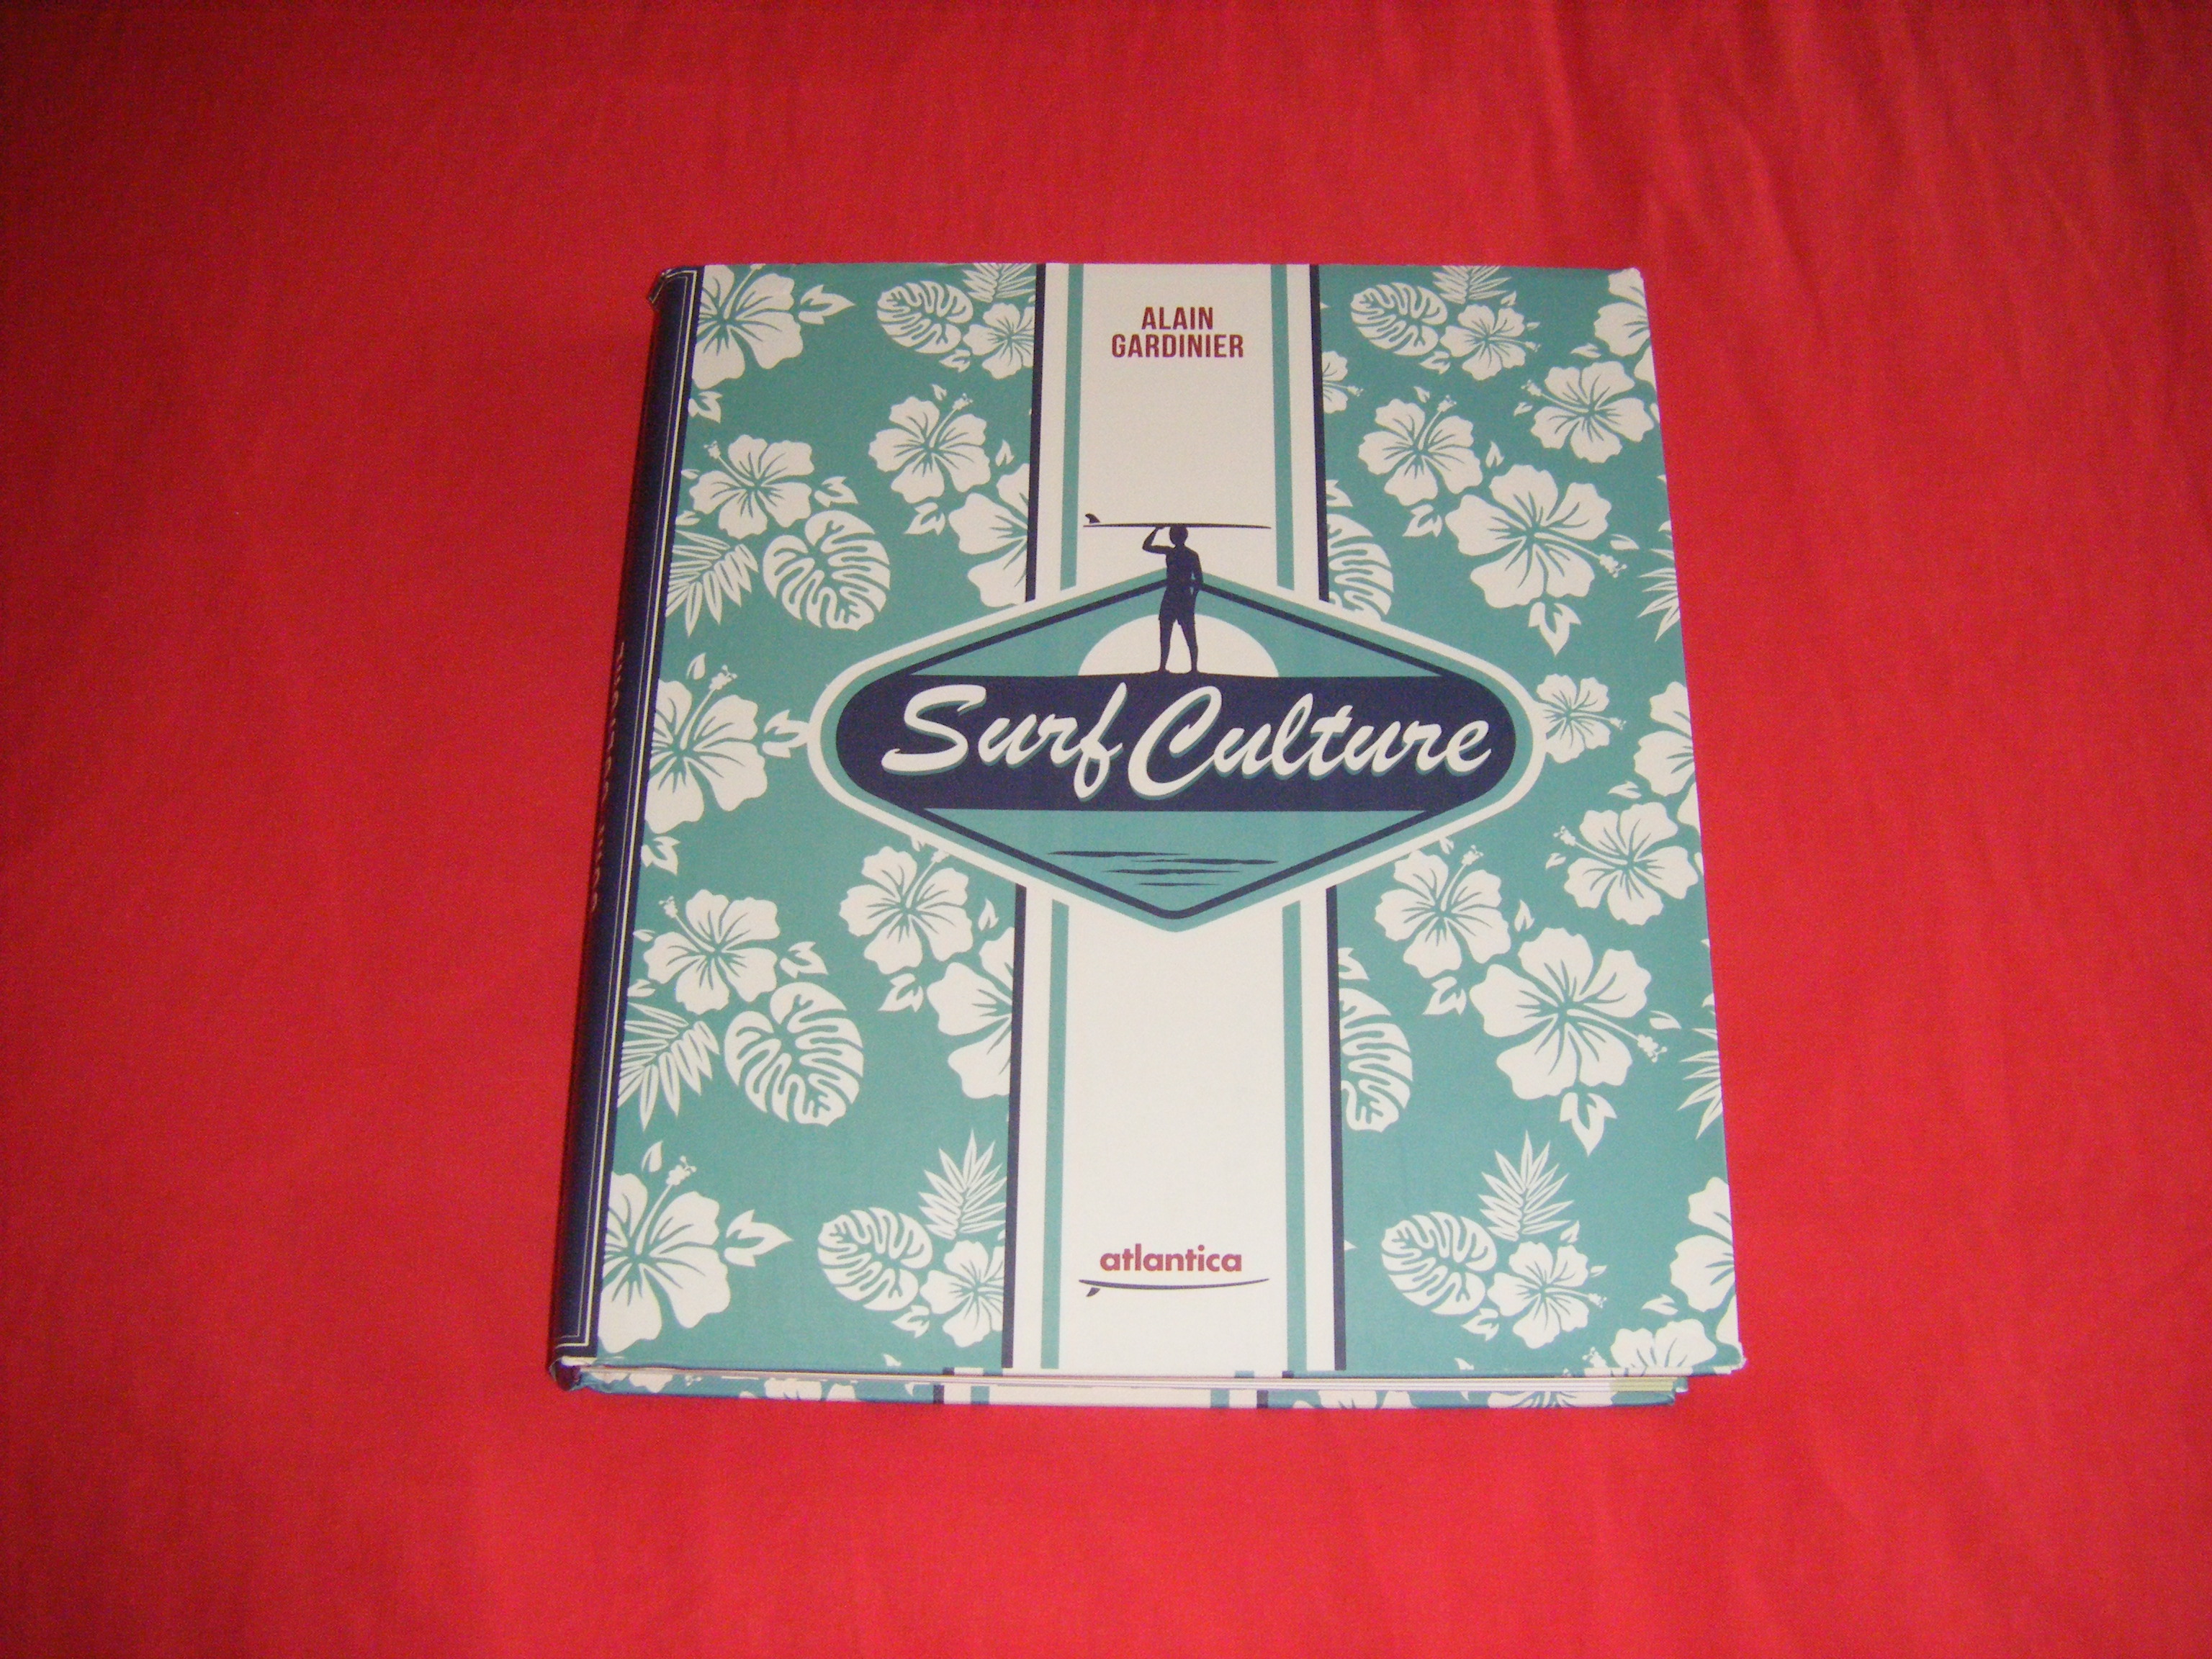 ALAIN
GARDINIER
Surf Culture
atlantica